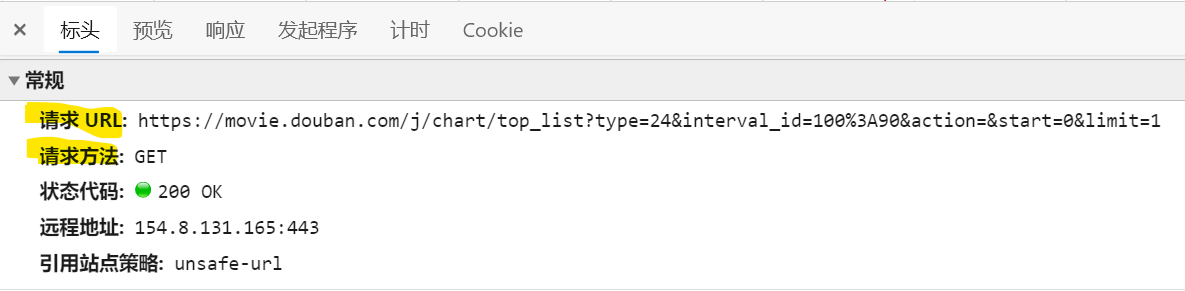 × 标头 预览 响应 发起程序 计时 Cookie
▼常规
请求 URL: https://movie.douban.com/j/chart/top_list?type=24&interval_id=100%3A90&action=&start=0&limit=1
请求方法: GET
状态代码: 200 OK
远程地址: 154.8.131.165:443
引用站点策略: unsafe-url